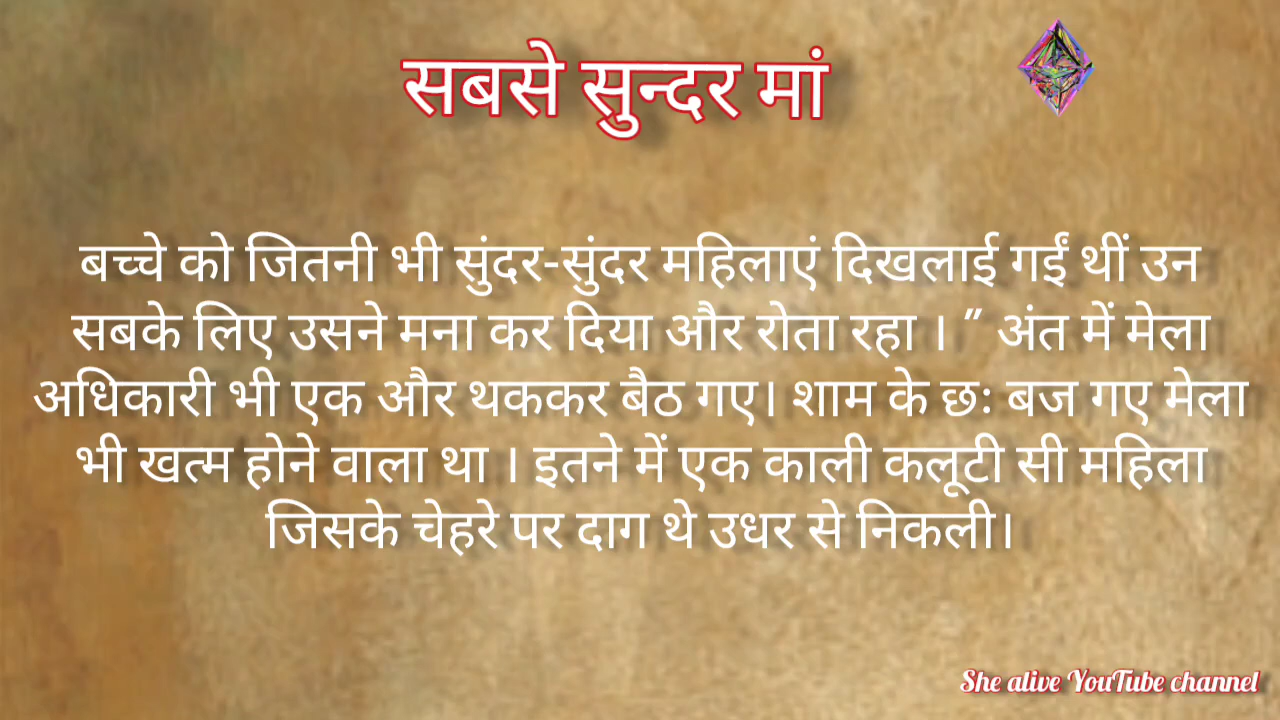 सबसे सुन्दर मां
बच्चे को जितनी भी सुंदर-सुंदर महिलाएं दिखलाई गईं थीं उन
सबके लिए उसने मना कर दिया और रोता रहा । ” अंत में मेला
अधिकारी भी एक और थककर बैठ गए। शाम के छः बज गए मेला
भी खत्म होने वाला था । इतने में एक काली कलूटी सी महिला
जिसके चेहरे पर दाग थे उधर से निकली।
She alive YouTube channel